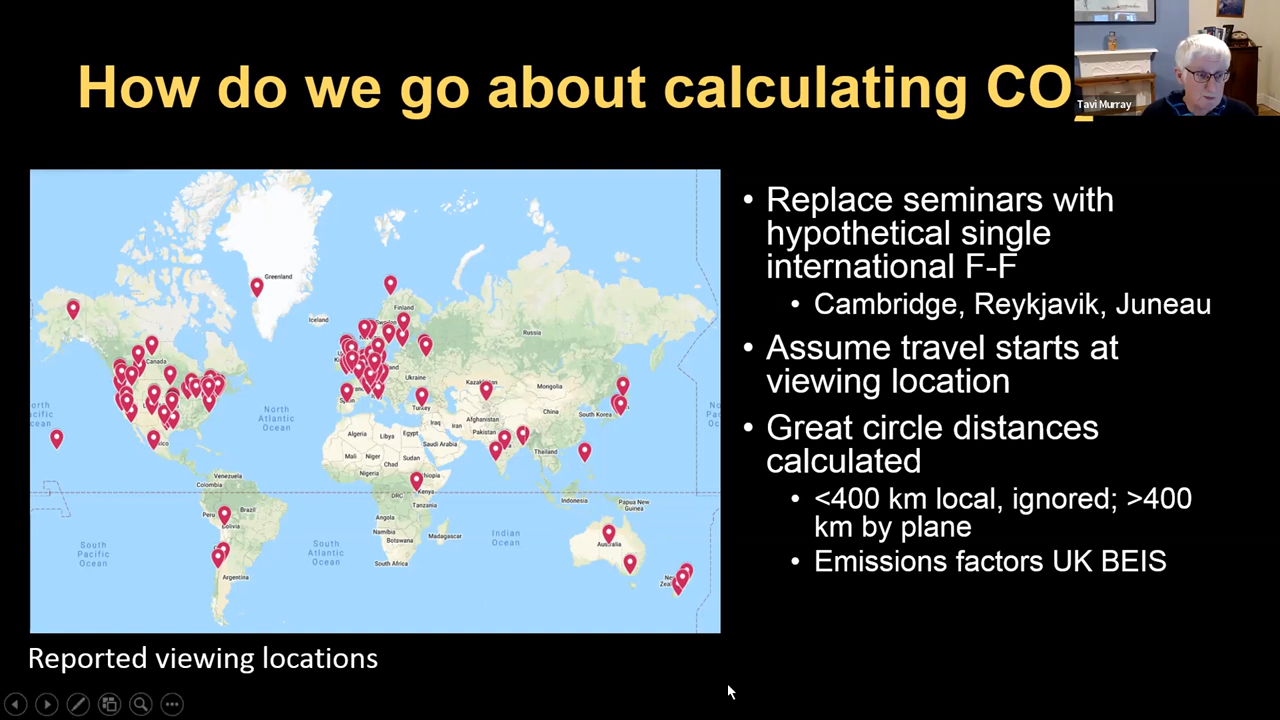 How do we go about calculating CO2
Tavi Murray
• Replace seminars with
hypothetical single
international F-F
• Cambridge, Reykjavik, Juneau
• Assume travel starts at
viewing location
• Great circle distances
calculated
• <400 km local, ignored; >400
km by plane
• Emissions factors UK BEIS
Greenland
Iceland
Finland
Russia
Canada
Ukraine
Kazakhstan
Mongolia
North
Atlantic
Ocean
Turkey
China
South Korea
Iraq
Afghanistan
Pakistan
Algeria
Libya
Egypt
Saudi Arabia
Mali
Niger
Sudan
Chad
Thailand
Venezuela
Nigeria
Ethiopia
Colombia
DRC
Kenya
Indonesia
Papua New
Guinea
Tanzania
Peru
Brazil
Angola
Bolivia
Namibia
Madagascar
Botswana
Indian
Ocean
South
Pacific
Ocean
South
Atlantic
Ocean
Australia
South Africa
Argentina
Reported viewing locations